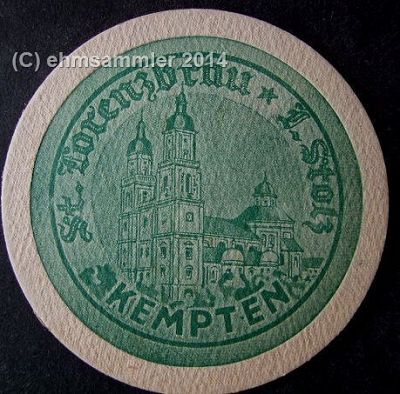 (C) ehmsammler 2014
St. Lorenzbräu * J. Stolz
KEMPTEN